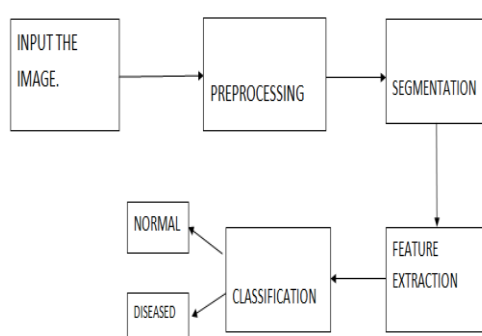 INPUT THE
IMAGE.
PREPROCESSING
SEGMENTATION
FEATURE
EXTRACTION
CLASSIFICATION
NORMAL
DISEASED